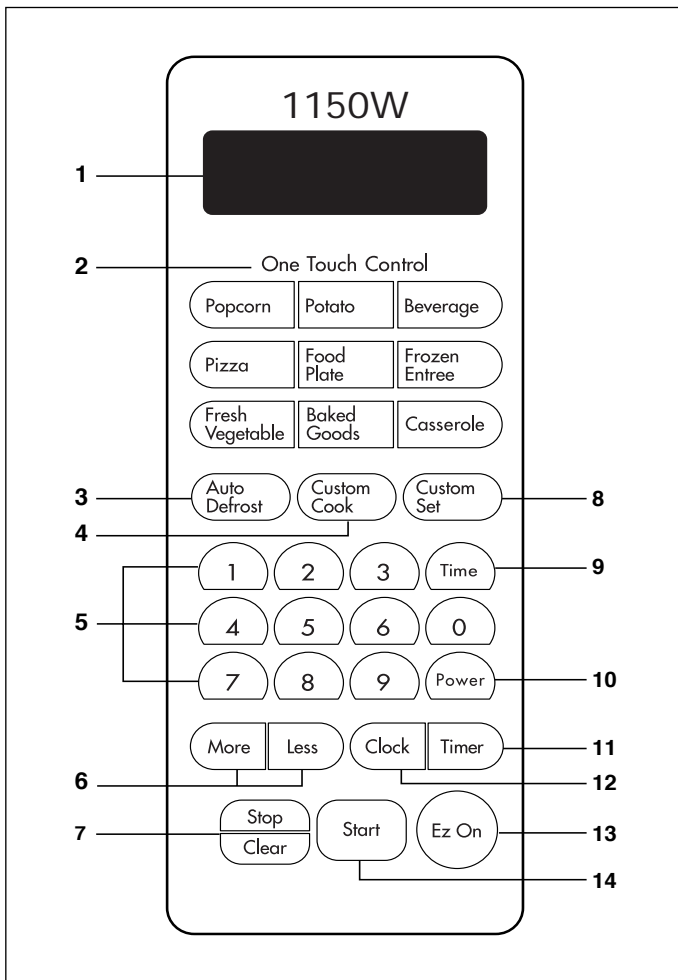 1150W
1
2 One Touch Control
Popcorn Potato Beverage
Pizza Food Plate Frozen Entree
Fresh Vegetable Baked Goods Casserole
3 Auto Defrost Custom Cook Custom Set 8
4
1 2 3 Time 9
5 4 5 6 0
7 8 9 Power 10
More Less Clock Timer 11
6 12
7 Stop Clear Start Ez On 13
14